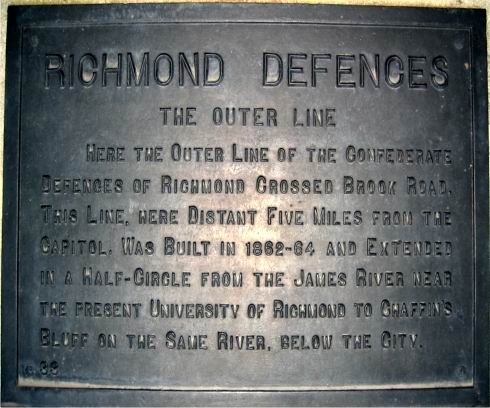 RICHMOND DEFENCES
THE OUTER LINE
HERE THE OUTER LINE OF THE CONFEDERATE
DEFENCES OF RICHMOND CROSSED BROOK ROAD.
THIS LINE, HERE DISTANT FIVE MILES FROM THE
CAPITOL, WAS BUILT IN 1862-64 AND EXTENDED
IN A HALF-CIRCLE FROM THE JAMES RIVER NEAR
THE PRESENT UNIVERSITY OF RICHMOND TO CHAFFIN'S
BLUFF ON THE SAME RIVER, BELOW THE CITY.